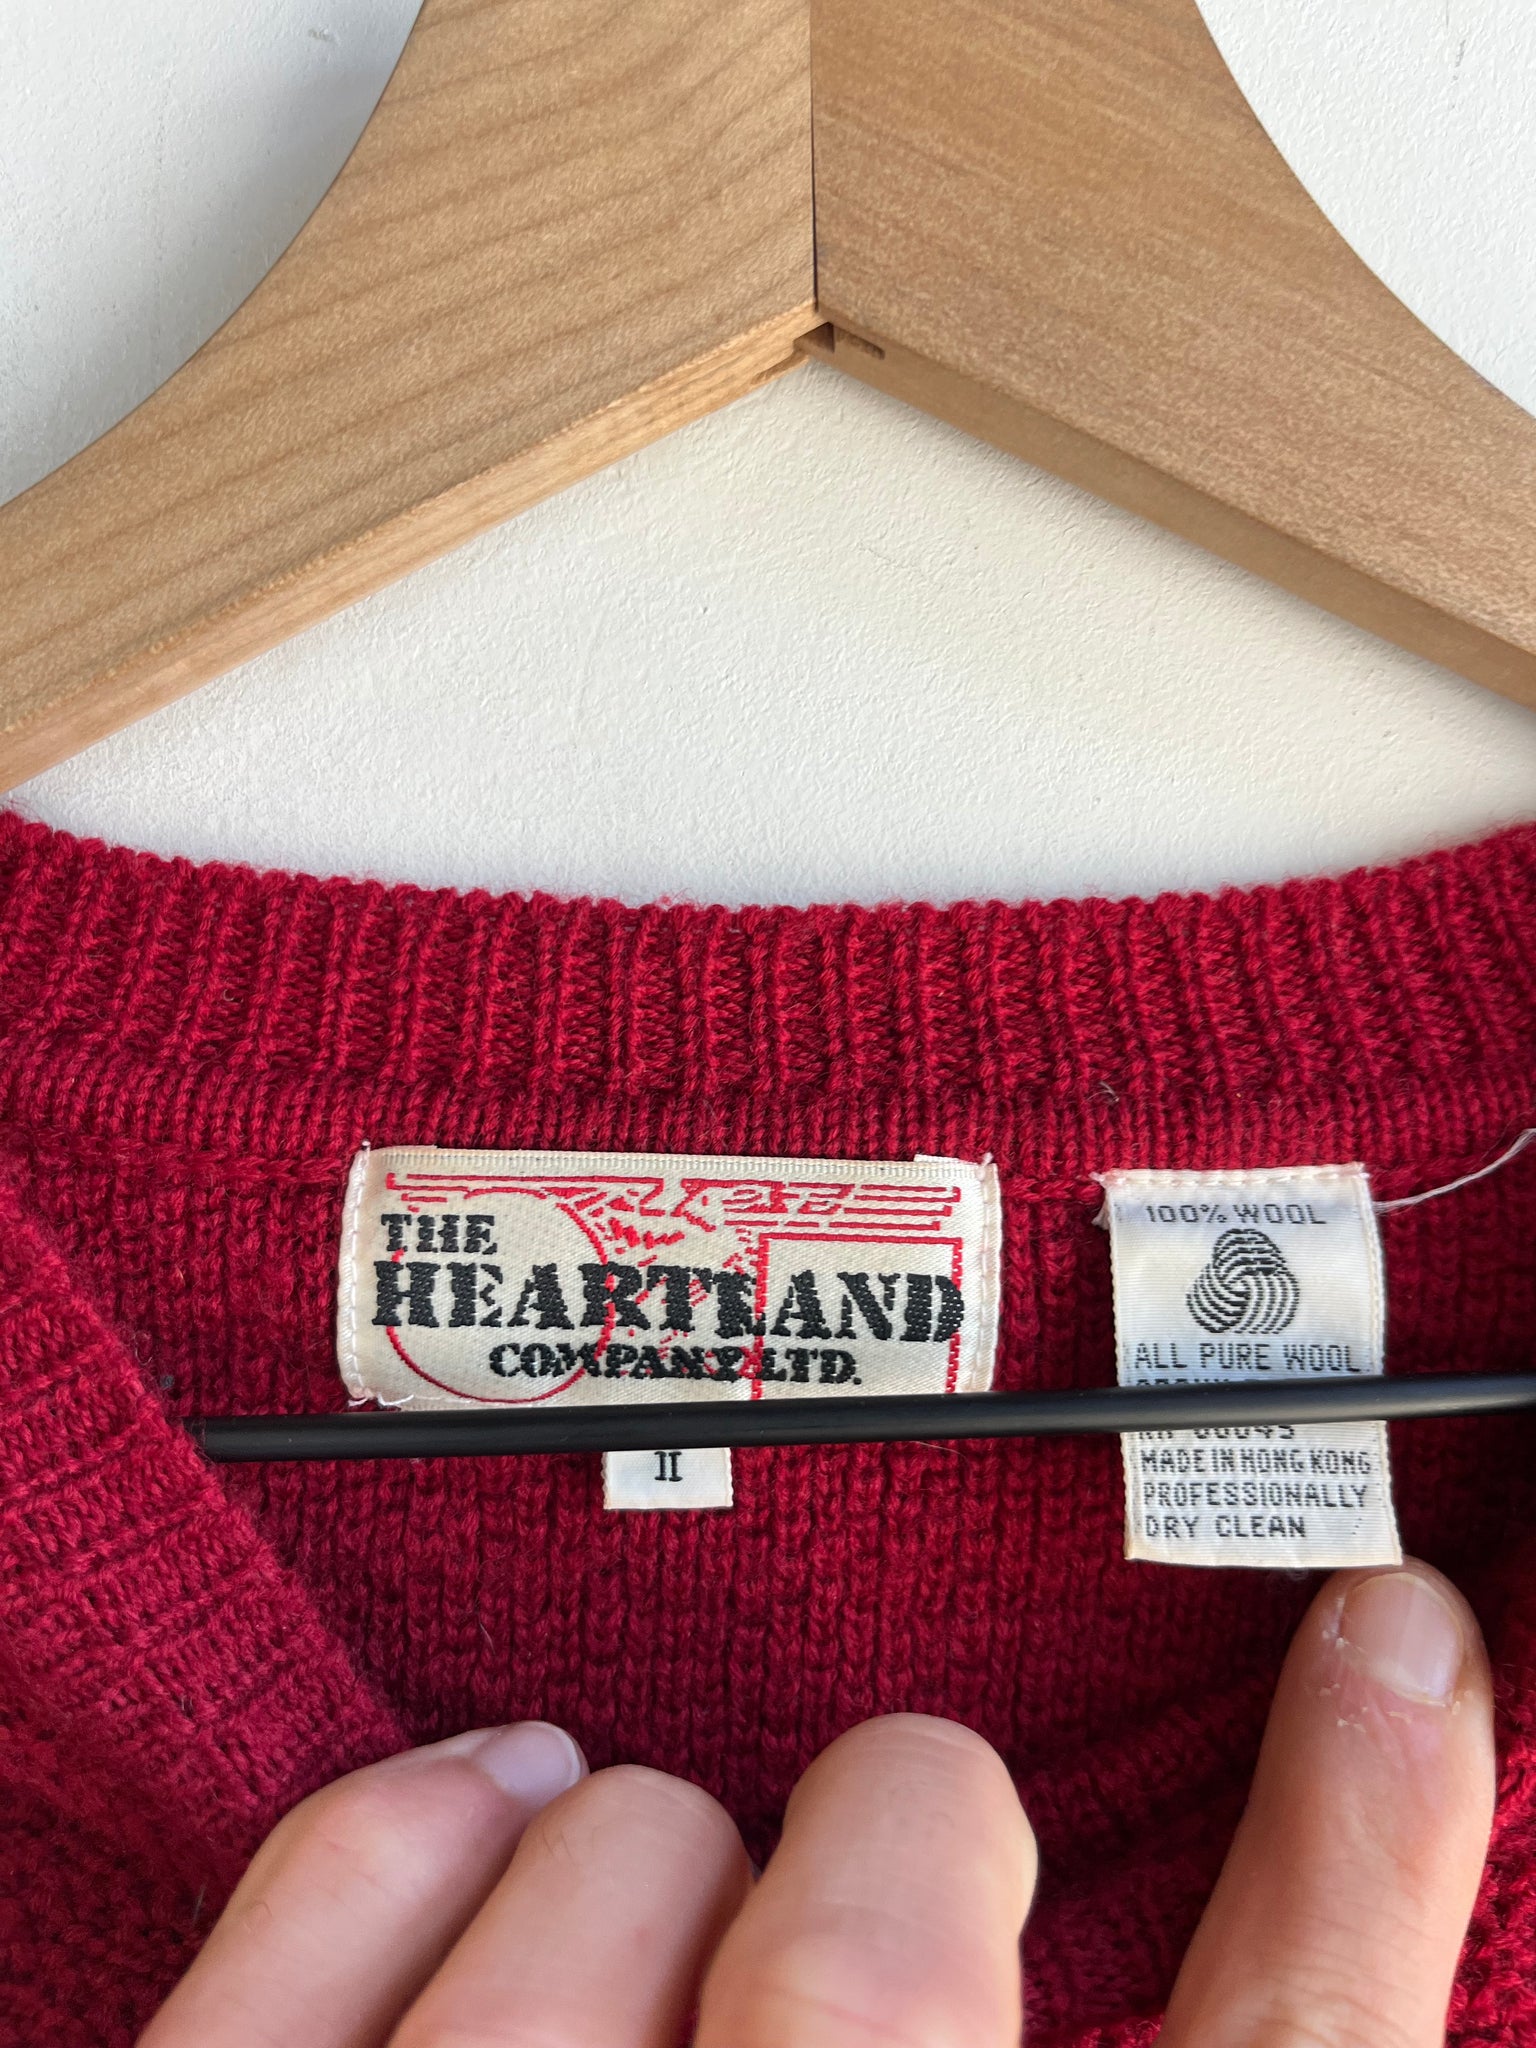 THE
HEARTLAND
COMPANY LTD.
II
100% WOOL
ALL PURE WOOL
MADE IN HONG KONG
PROFESSIONALLY
DRY CLEAN